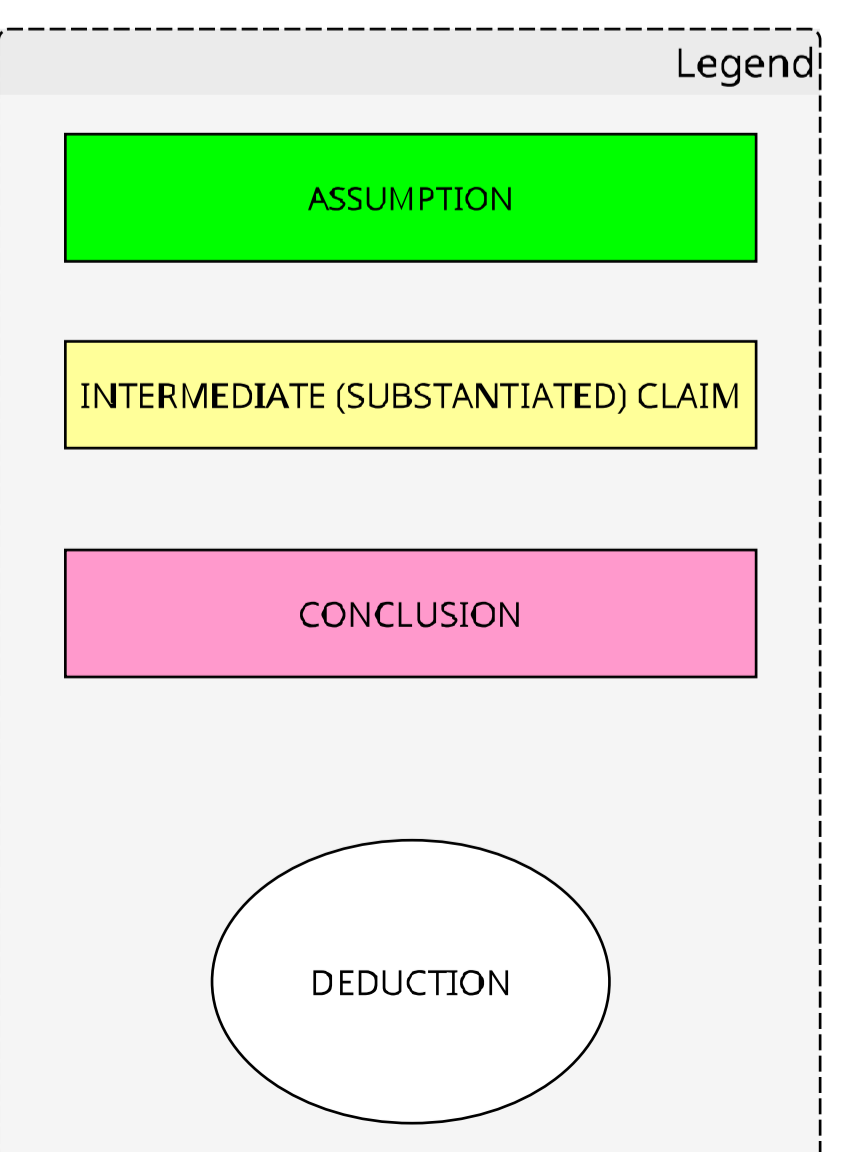 Legend
ASSUMPTION
INTERMEDIATE (SUBSTANTIATED) CLAIM
CONCLUSION
DEDUCTION